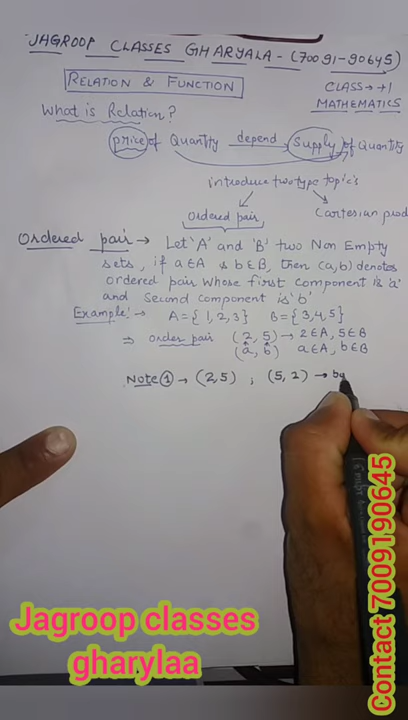 JAGROOP CLASSES GHARYALA - (70091-90645)
RELATION & FUNCTION
CLASS → +1
MATHEMATICS
What is Relation?
price of Quantity depend Supply of Quantity
introduce two type topics
Ordered pair
Cartesian prod
Ordered pair → Let 'A' and 'B' two Non Empty
sets, if a∈A & b∈B, then (a,b) denotes
ordered pair whose first component is 'a'
and second component is 'b'
Example:→ A={1,2,3} B={3,4,5}
⇒ order pair (2, 5) → 2∈A, 5∈B
(a, b) a∈A, b∈B
Note ① → (2,5) ; (5,2) →
Jagroop classes
gharylaa
Contact 70091190645